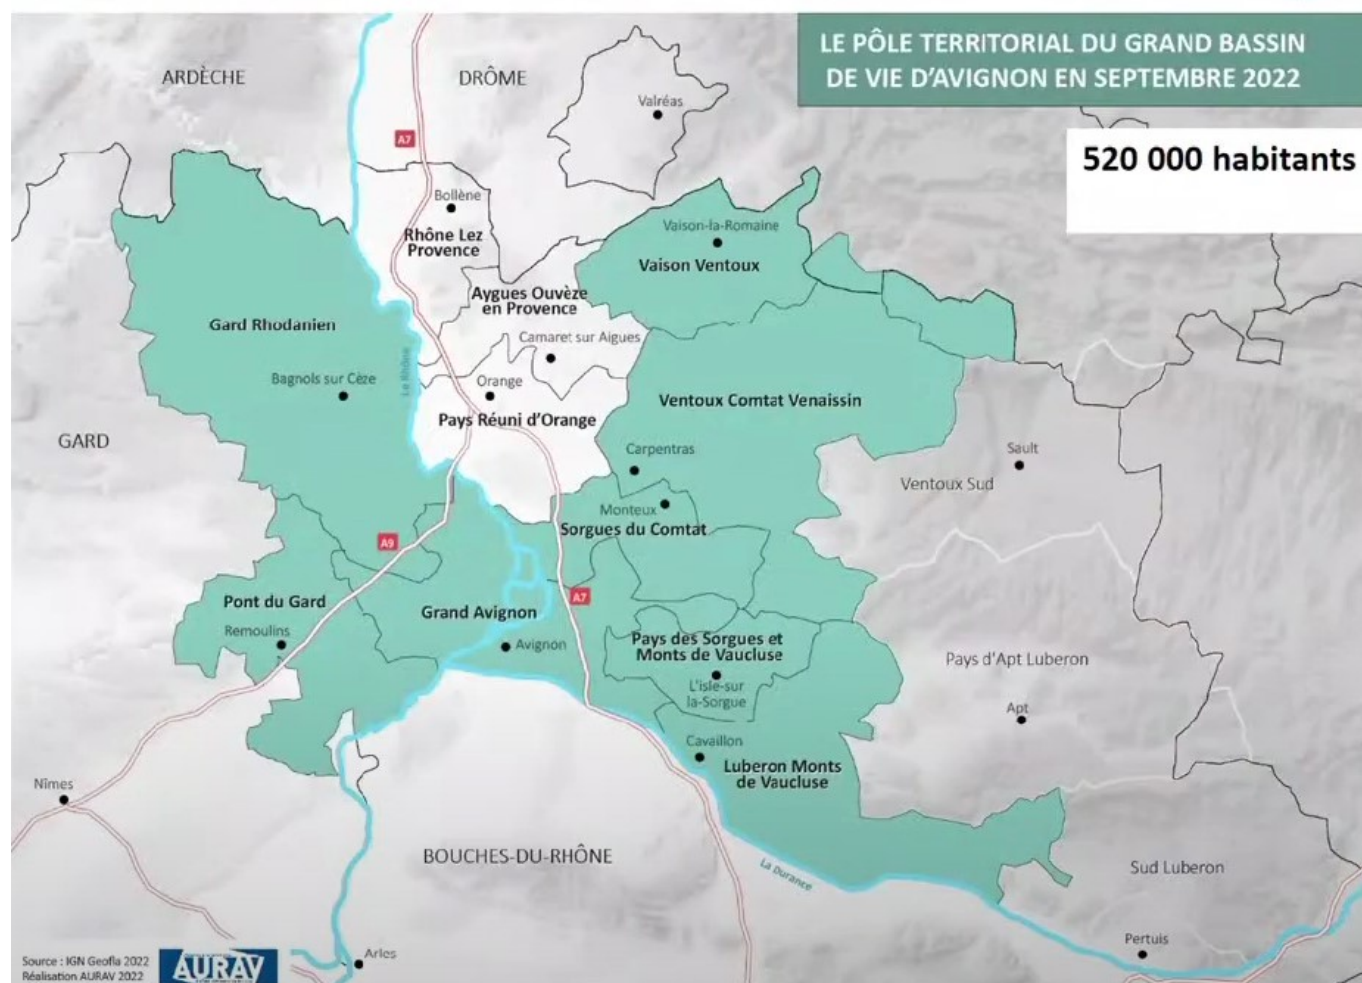 LE PÔLE TERRITORIAL DU GRAND BASSIN
DE VIE D'AVIGNON EN SEPTEMBRE 2022
520 000 habitants
ARDÈCHE
DRÔME
Valréas
A7
Bollène
Rhône Lez
Provence
Vaison-la-Romaine
Vaison Ventoux
Aygues Ouvèze
en Provence
Gard Rhodanien
Camaret sur Aigues
Le Rhône
Bagnols sur Cèze
Orange
Pays Réuni d'Orange
Ventoux Comtat Venaissin
GARD
Carpentras
Sault
Ventoux Sud
Monteux
Sorgues du Comtat
A9
A7
Pont du Gard
Grand Avignon
Remoulins
Avignon
Pays des Sorgues et
Monts de Vaucluse
L'isle-sur
la-Sorgue
Pays d'Apt Luberon
Apt
Cavaillon
Luberon Monts
de Vaucluse
Nîmes
BOUCHES-DU-RHÔNE
La Durance
Sud Luberon
Pertuis
Arles
Source : IGN Geofla 2022
Réalisation AURAV 2022
AURAV